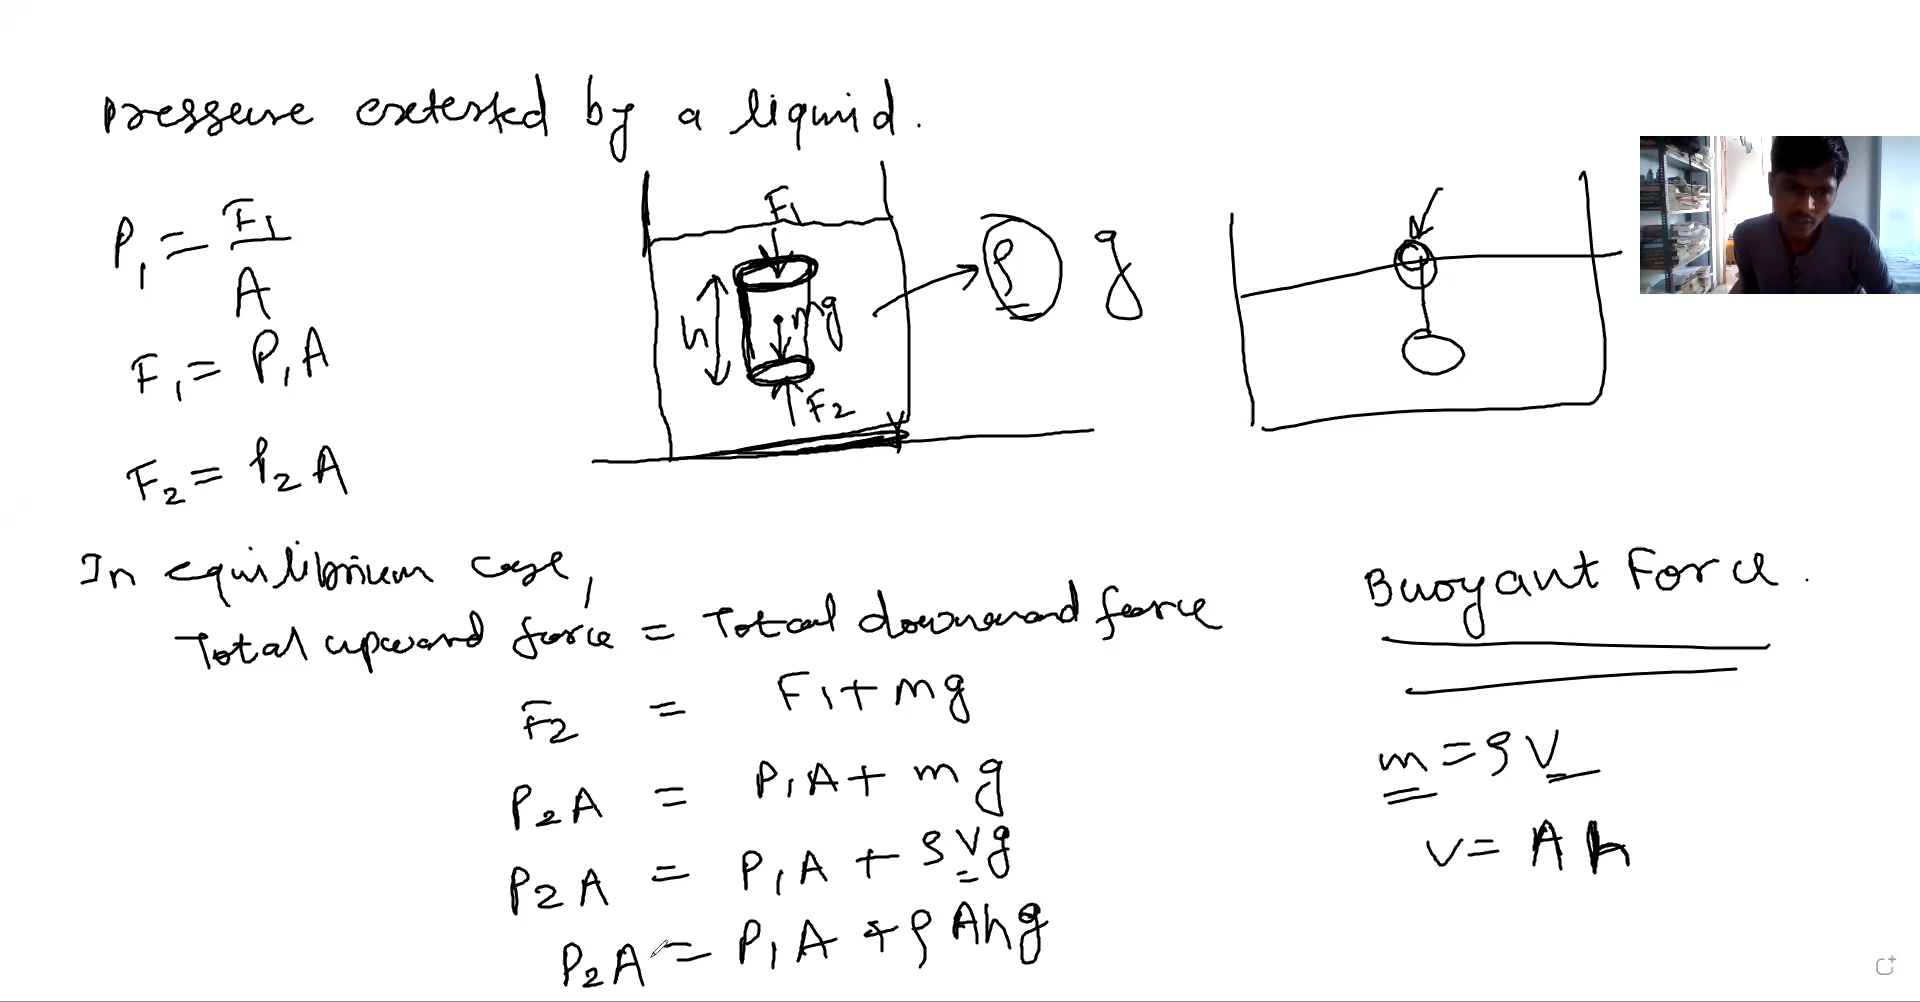 Pressure exterted by a liquid.
P₁ = F₁/A
F₁ = P₁A
F₂ = P₂A
F₁
h
mg
F₂
ρ g
In equilibrium case,
Total upward force = Total downward force
F₂ = F₁ + mg
P₂A = P₁A + mg
P₂A = P₁A + ρVg
P₂A = P₁A + ρAhg
Buoyant Force.
m = ρV
V = Ah